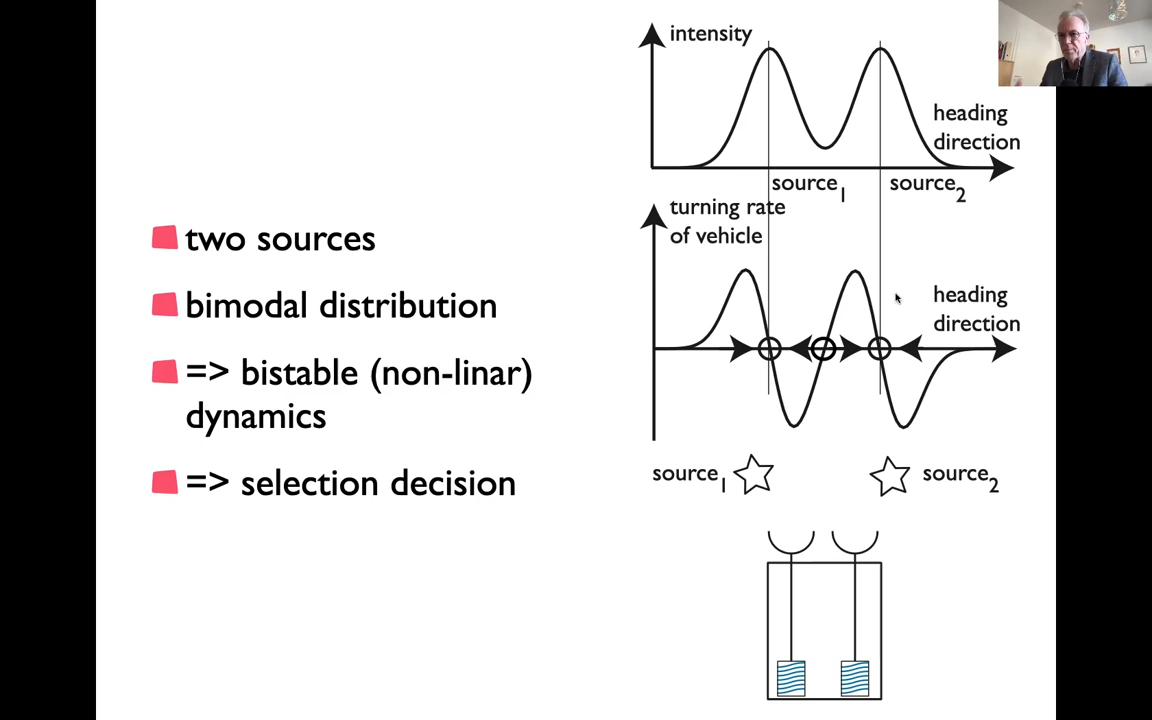 two sources
bimodal distribution
=> bistable (non-linar)
dynamics
=> selection decision
intensity
heading
direction
source1
source2
turning rate
of vehicle
heading
direction
source1
source2